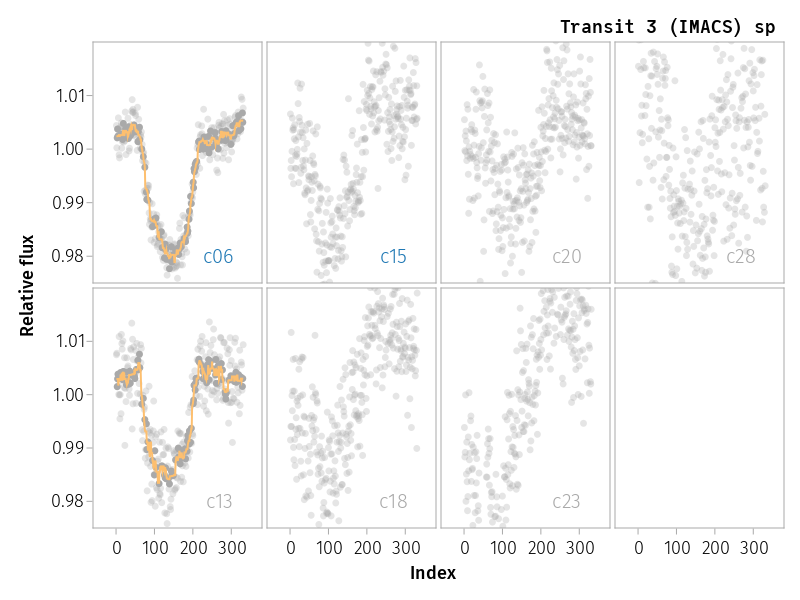 Transit 3 (IMACS) sp
Relative flux
1.01
1.00
0.99
0.98
c06
c15
c20
c28
1.01
1.00
0.99
0.98
c13
c18
c23
0 100 200 300
0 100 200 300
0 100 200 300
0 100 200 300
Index